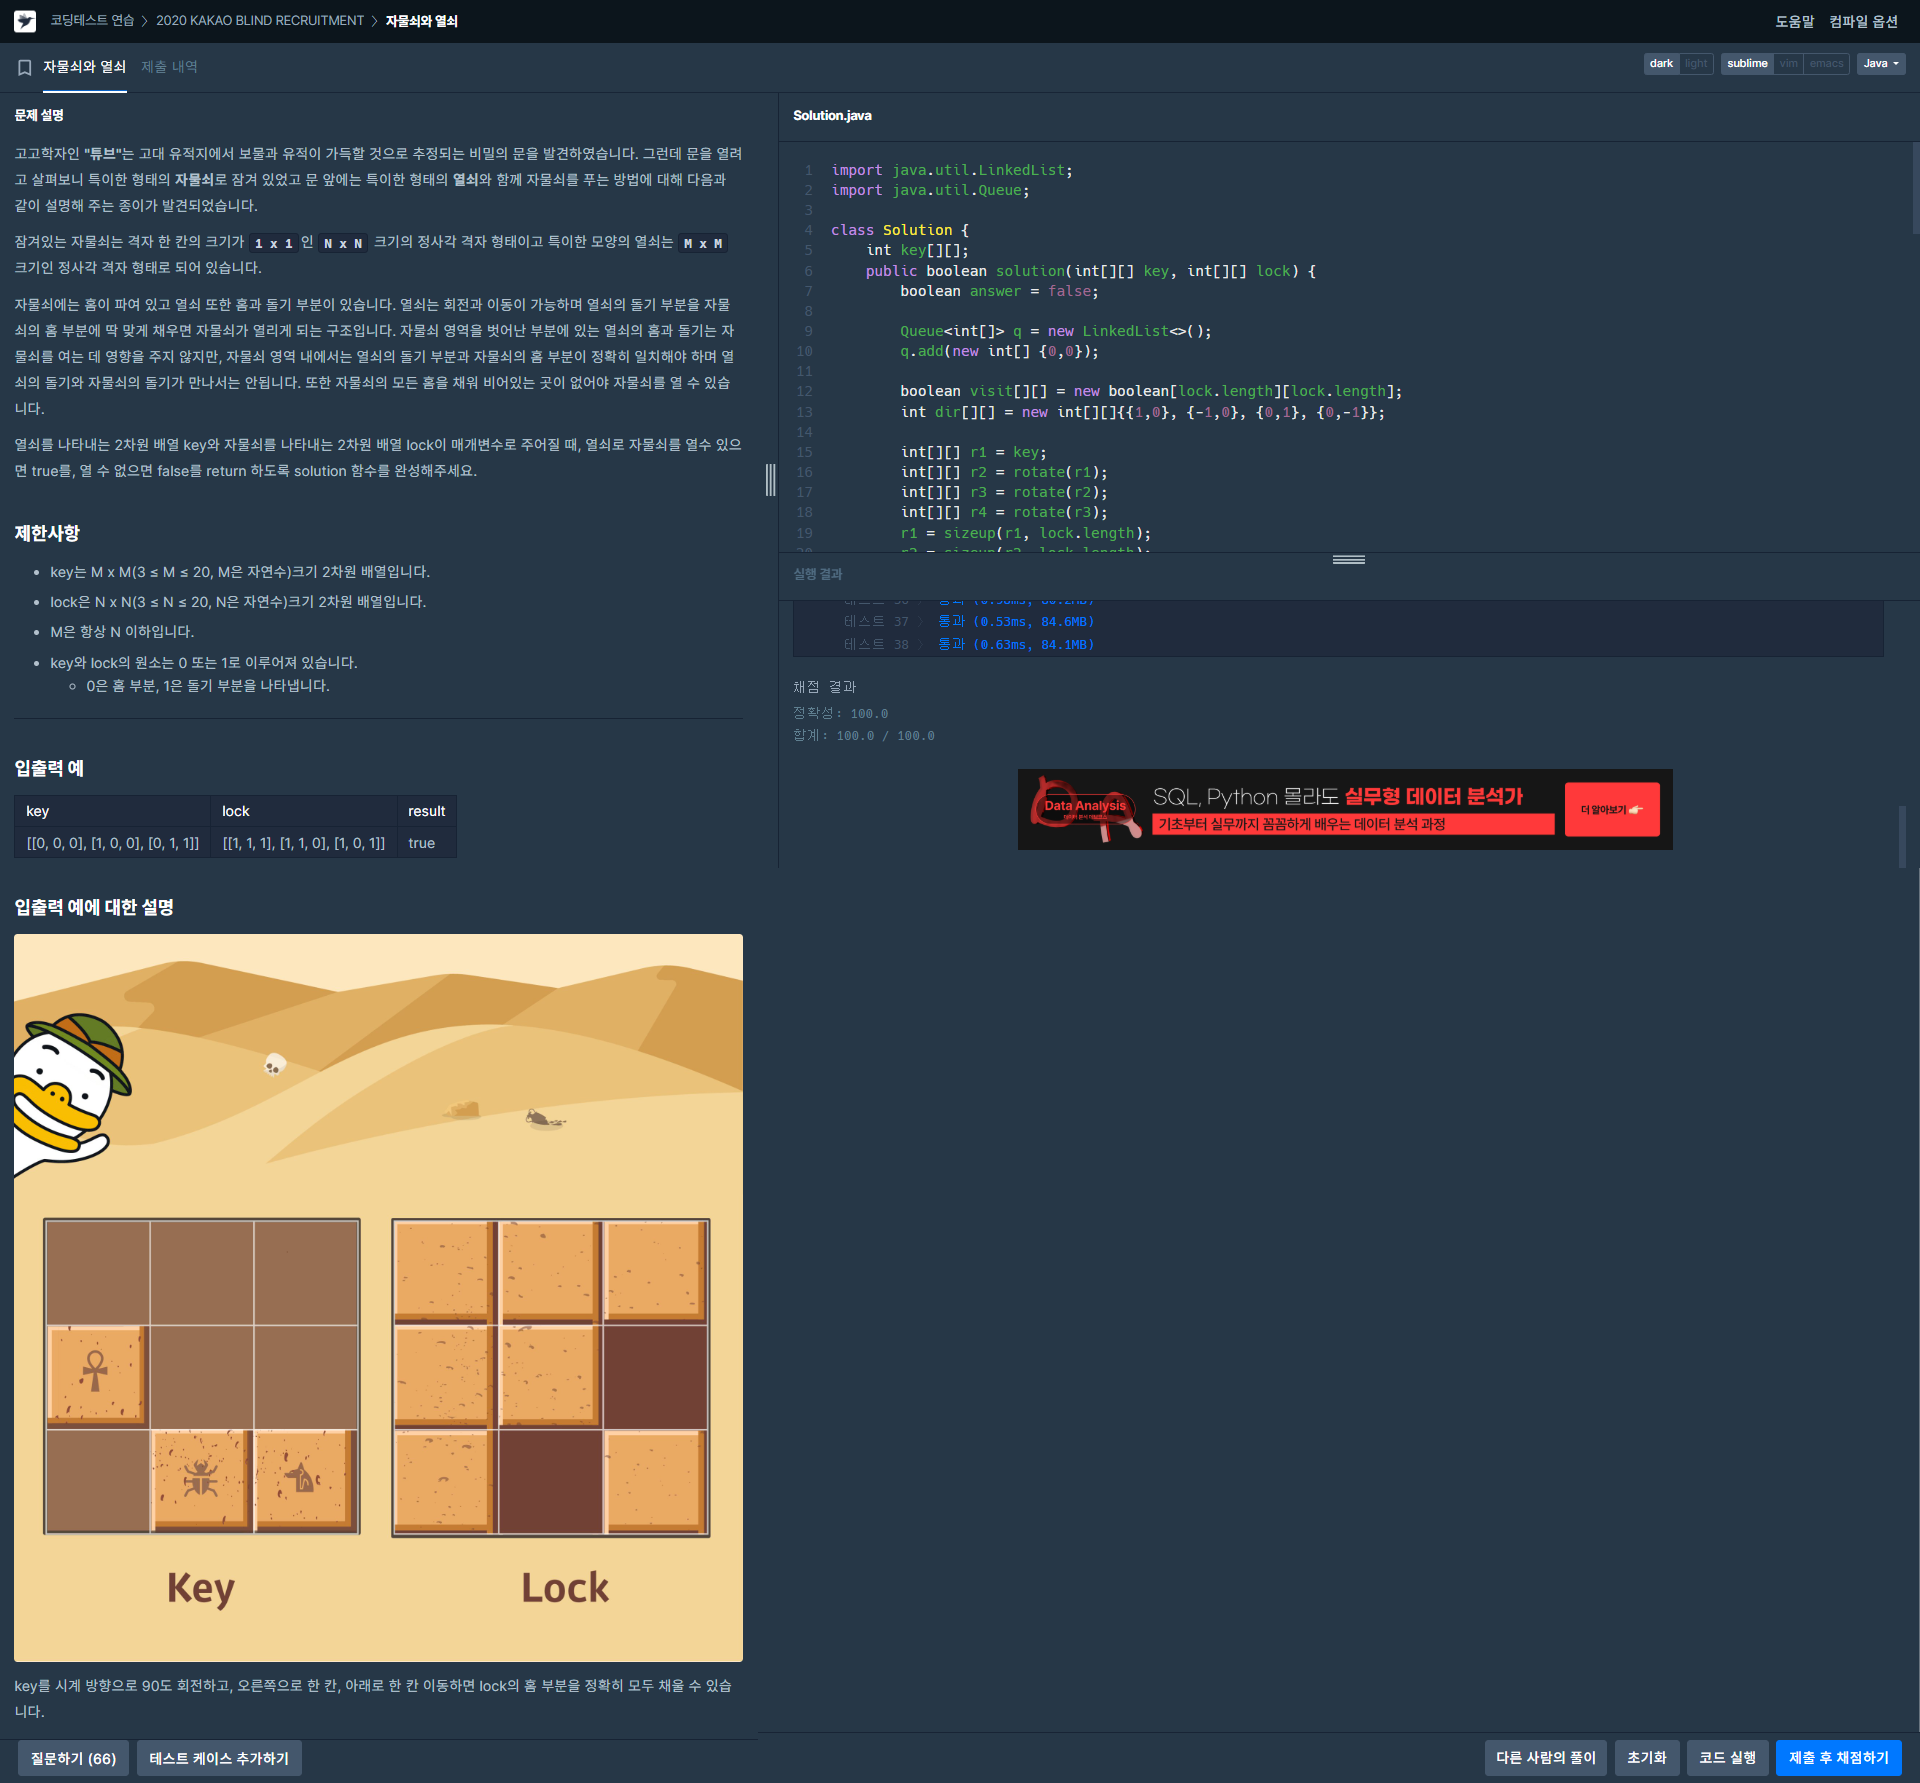 코딩테스트 연습 > 2020 KAKAO BLIND RECRUITMENT > 자물쇠와 열쇠
도움말 컴파일 옵션
자물쇠와 열쇠 제출 내역
dark light sublime vim emacs Java
문제 설명
고고학자인 "튜브"는 고대 유적지에서 보물과 유적이 가득할 것으로 추정되는 비밀의 문을 발견하였습니다. 그런데 문을 열려
고 살펴보니 특이한 형태의 자물쇠로 잠겨 있었고 문 앞에는 특이한 형태의 열쇠와 함께 자물쇠를 푸는 방법에 대해 다음과
같이 설명해 주는 종이가 발견되었습니다.
잠겨있는 자물쇠는 격자 한 칸의 크기가 1 x 1인 N x N 크기의 정사각 격자 형태이고 특이한 모양의 열쇠는 M x M
크기인 정사각 격자 형태로 되어 있습니다.
자물쇠에는 홈이 파여 있고 열쇠 또한 홈과 돌기 부분이 있습니다. 열쇠는 회전과 이동이 가능하며 열쇠의 돌기 부분을 자물
쇠의 홈 부분에 딱 맞게 채우면 자물쇠가 열리게 되는 구조입니다. 자물쇠 영역을 벗어난 부분에 있는 열쇠의 홈과 돌기는 자
물쇠를 여는 데 영향을 주지 않지만, 자물쇠 영역 내에서는 열쇠의 돌기 부분과 자물쇠의 홈 부분이 정확히 일치해야 하며 열
쇠의 돌기와 자물쇠의 돌기가 만나서는 안됩니다. 또한 자물쇠의 모든 홈을 채워 비어있는 곳이 없어야 자물쇠를 열 수 있습
니다.
열쇠를 나타내는 2차원 배열 key와 자물쇠를 나타내는 2차원 배열 lock이 매개변수로 주어질 때, 열쇠로 자물쇠를 열수 있으
면 true를, 열 수 없으면 false를 return 하도록 solution 함수를 완성해주세요.
제한사항
• key는 M x M(3 ≤ M ≤ 20, M은 자연수)크기 2차원 배열입니다.
• lock은 N x N(3 ≤ N ≤ 20, N은 자연수)크기 2차원 배열입니다.
• M은 항상 N 이하입니다.
• key와 lock의 원소는 0 또는 1로 이루어져 있습니다.
◦ 0은 홈 부분, 1은 돌기 부분을 나타냅니다.
입출력 예
key lock result
[[0, 0, 0], [1, 0, 0], [0, 1, 1]] [[1, 1, 1], [1, 1, 0], [1, 0, 1]] true
입출력 예에 대한 설명
Key Lock
key를 시계 방향으로 90도 회전하고, 오른쪽으로 한 칸, 아래로 한 칸 이동하면 lock의 홈 부분을 정확히 모두 채울 수 있습
니다.
질문하기 (66) 테스트 케이스 추가하기
Solution.java
1 import java.util.LinkedList;
2 import java.util.Queue;
3
4 class Solution {
5 int key[][];
6 public boolean solution(int[][] key, int[][] lock) {
7 boolean answer = false;
8
9 Queue<int[]> q = new LinkedList<>();
10 q.add(new int[] {0,0});
11
12 boolean visit[][] = new boolean[lock.length][lock.length];
13 int dir[][] = new int[][]{{1,0}, {-1,0}, {0,1}, {0,-1}};
14
15 int[][] r1 = key;
16 int[][] r2 = rotate(r1);
17 int[][] r3 = rotate(r2);
18 int[][] r4 = rotate(r3);
19 r1 = sizeup(r1, lock.length);
20 r2 = sizeup(r2, lock.length);
실행 결과
테스트 36 > 통과 (0.58ms, 80.2MB)
테스트 37 > 통과 (0.53ms, 84.6MB)
테스트 38 > 통과 (0.63ms, 84.1MB)
채점 결과
정확성: 100.0
합계: 100.0 / 100.0
Data Analysis
SQL, Python 몰라도 실무형 데이터 분석가
기초부터 실무까지 꼼꼼하게 배우는 데이터 분석 과정
더 알아보기
다른 사람의 풀이 초기화 코드 실행 제출 후 채점하기